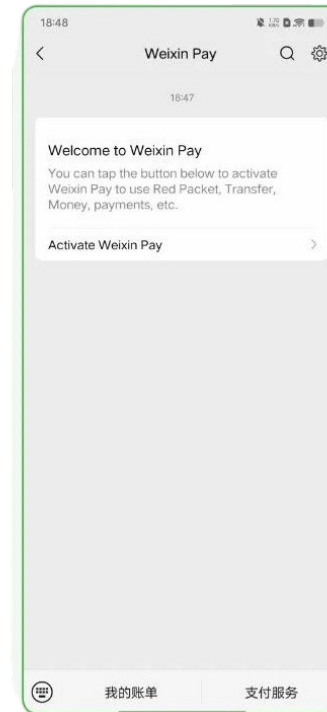 18:48
Weixin Pay
18:47
Welcome to Weixin Pay
You can tap the button below to activate
Weixin Pay to use Red Packet, Transfer,
Money, payments, etc.
Activate Weixin Pay
我的账单
支付服务